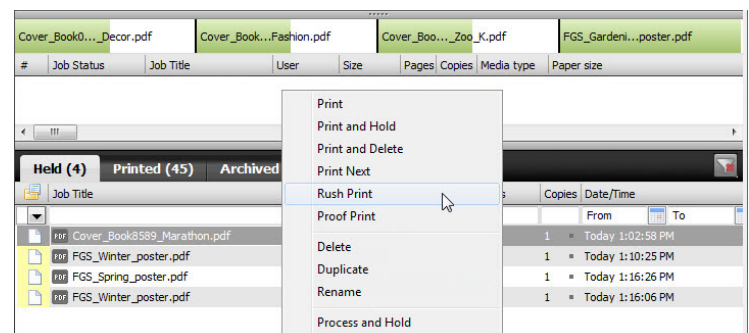 Cover_Book0..._Decor.pdf Cover_Book...Fashion.pdf Cover_Boo..._Zoo_K.pdf FGS_Gardeni...poster.pdf
# Job Status Job Title User Size Pages Copies Media type Paper size
Print
Print and Hold
Print and Delete
Print Next
Rush Print
Proof Print
Delete
Duplicate
Rename
Process and Hold
Held (4) Printed (45) Archived
Job Title s Copies Date/Time
From To
PDF Cover_Book8589_Marathon.pdf 1 Today 1:02:58 PM
PDF FGS_Winter_poster.pdf 1 Today 1:10:25 PM
PDF FGS_Spring_poster.pdf 1 Today 1:16:26 PM
PDF FGS_Winter_poster.pdf 1 Today 1:16:06 PM